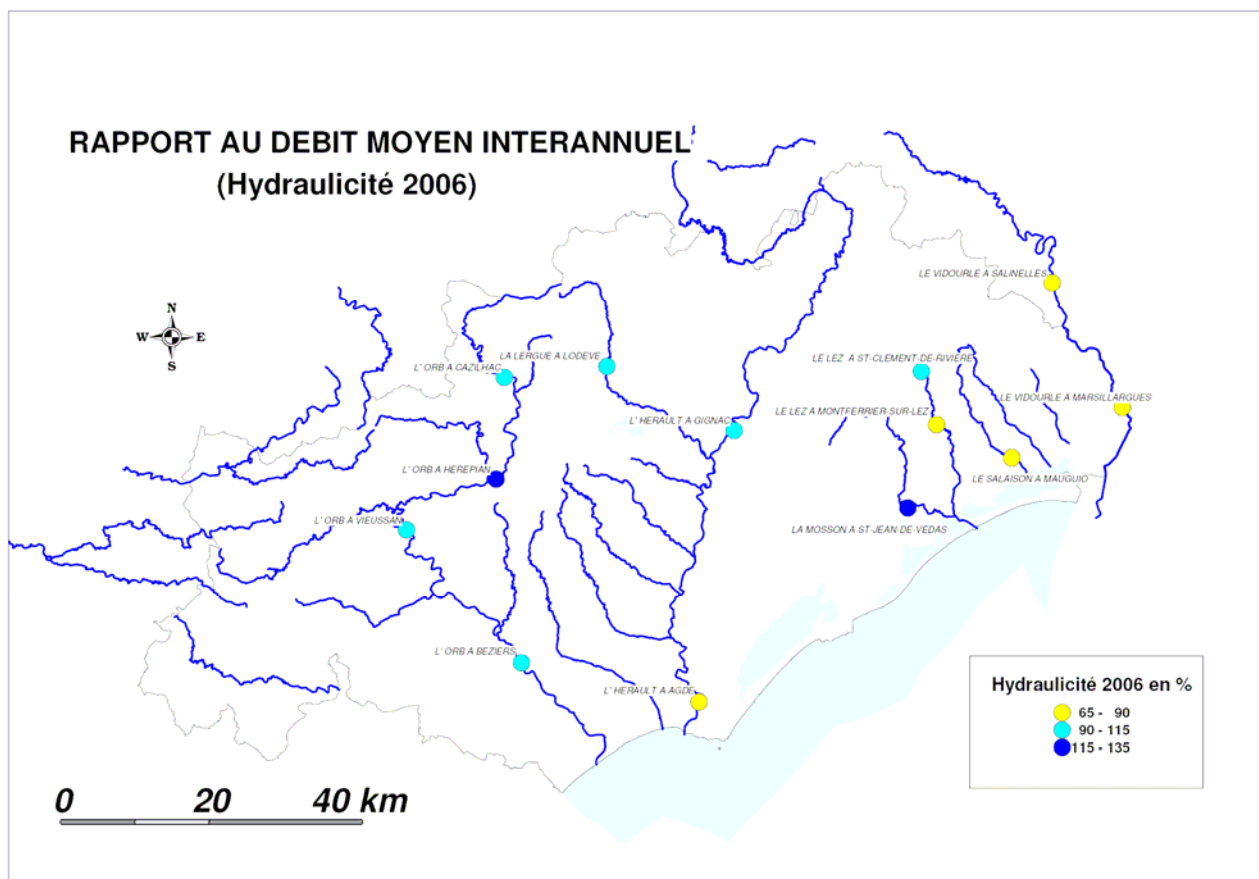 RAPPORT AU DEBIT MOYEN INTERANNUEL
(Hydraulicité 2006)
N
W E
S
LE VIDOURLE A SALINELLES
L' ORB A CAZILHAC
LA LERGUE A LODEVE
LE LEZ A ST-CLEMENT-DE-RIVIERE
LE VIDOURLE A MARSILLARGUES
LE LEZ A MONTFERRIER-SUR-LEZ
L' HERAULT A GIGNAC
L' ORB A HEREPIAN
LE SALAISON A MAUGUIO
L' ORB A VIEUSSAN
LA MOSSON A ST-JEAN-DE-VEDAS
L' ORB A BEZIERS
L' HERAULT A AGDE
Hydraulicité 2006 en %
65 - 90
90 - 115
115 - 135
0 20 40 km